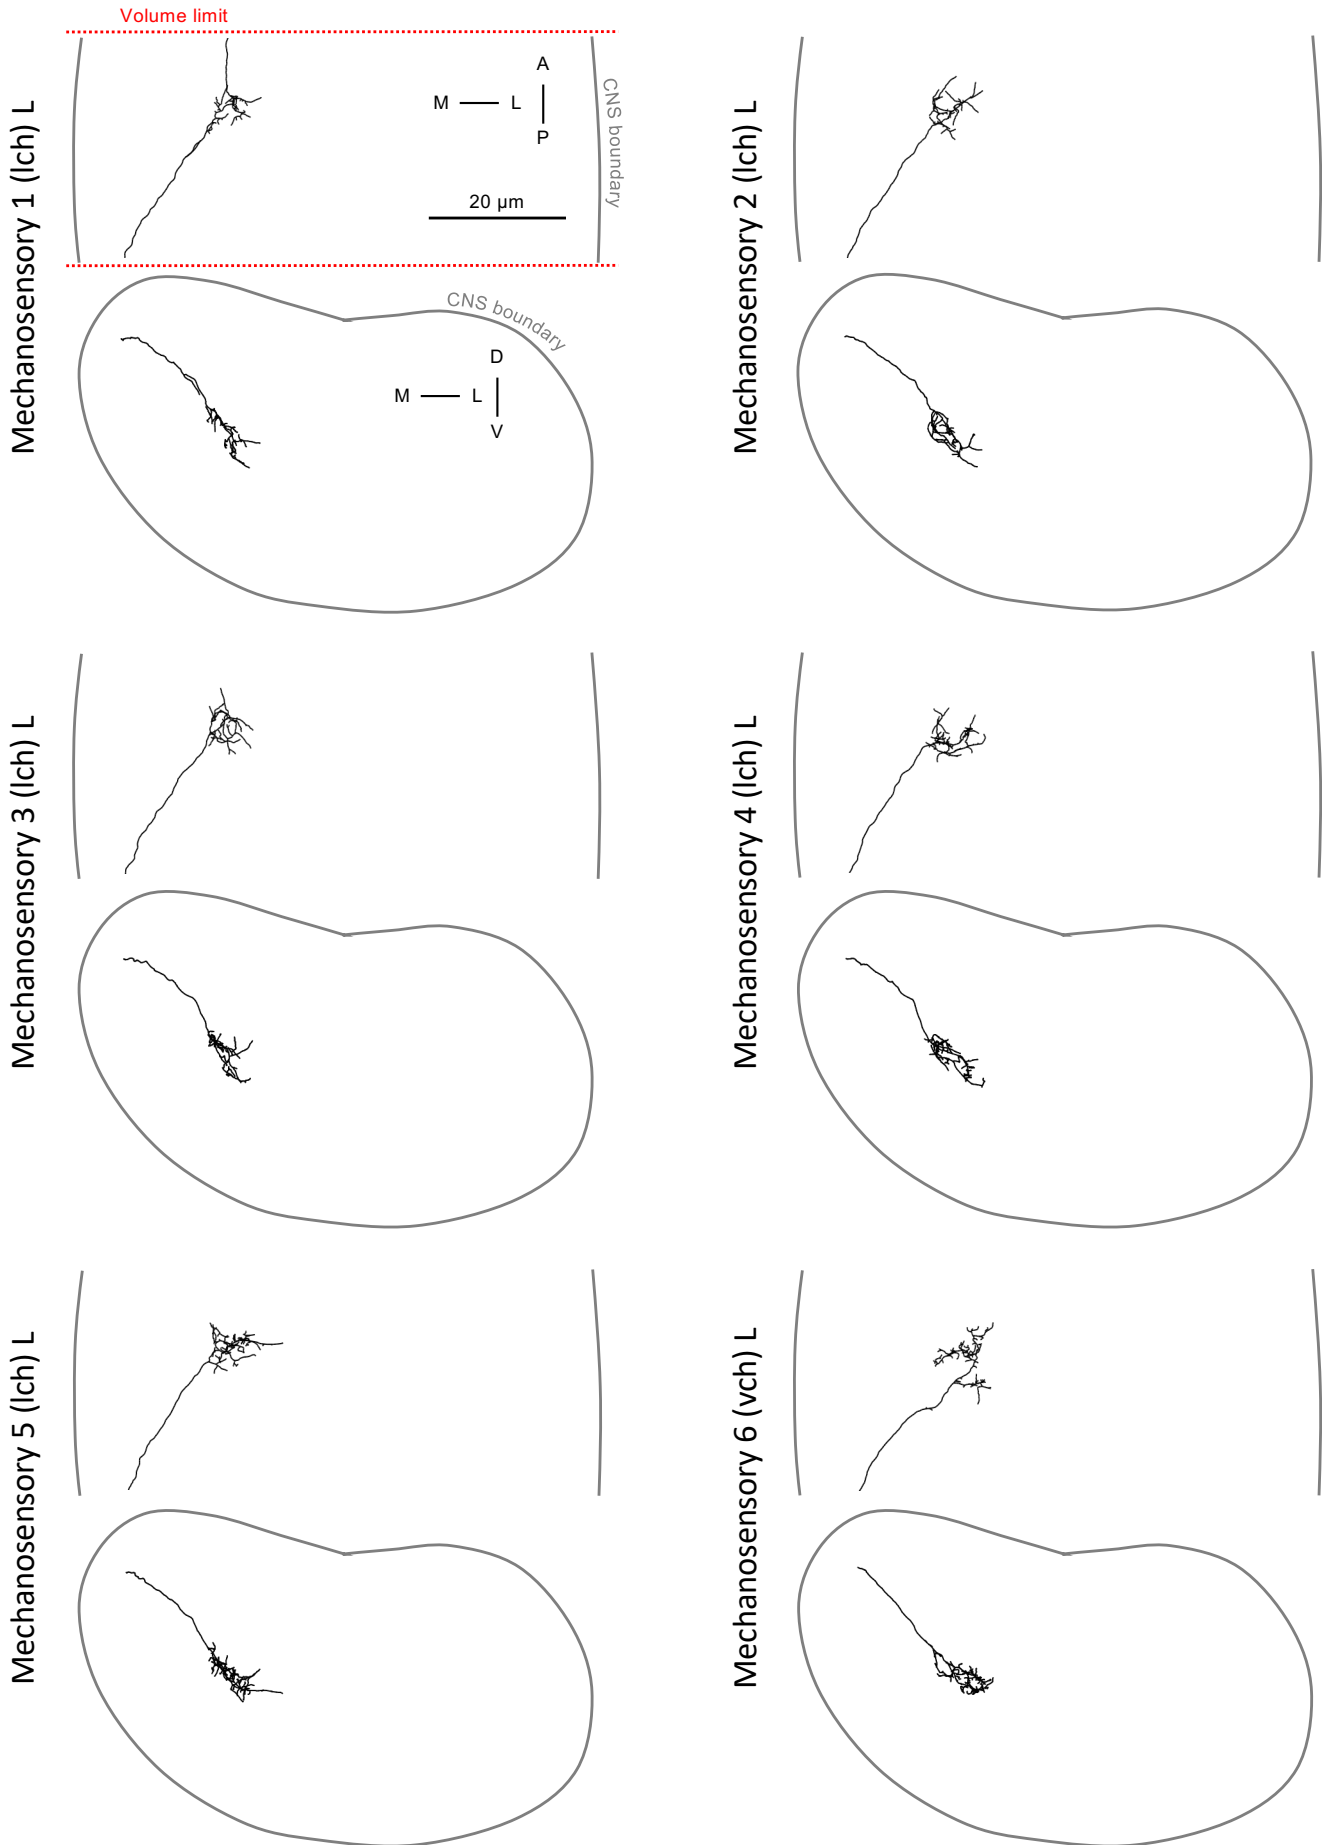 Volume limit
Mechanosensory 1 (lch) L
A
M L
P
20 µm
CNS boundary
CNS boundary
D
M L
V
Mechanosensory 2 (lch) L
Mechanosensory 3 (lch) L
Mechanosensory 4 (lch) L
Mechanosensory 5 (lch) L
Mechanosensory 6 (vch) L